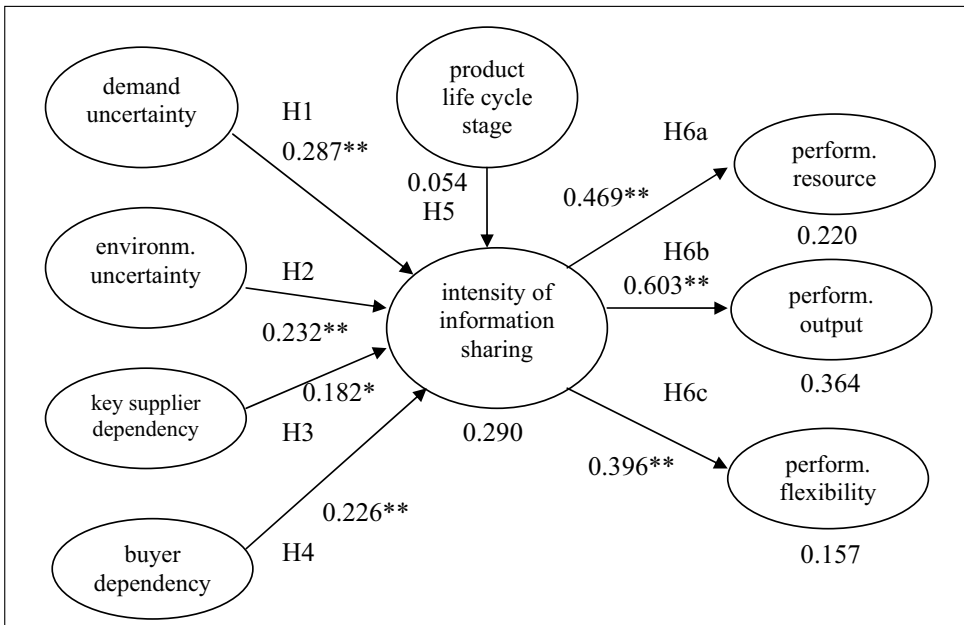 demand
uncertainty
H1
0.287**
product
life cycle
stage
0.054
H5
H6a
0.469**
perform.
resource
0.220
environm.
uncertainty
H2
0.232**
intensity of
information
sharing
0.290
H6b
0.603**
perform.
output
0.364
key supplier
dependency
0.182*
H3
H6c
0.396**
perform.
flexibility
0.157
buyer
dependency
0.226**
H4